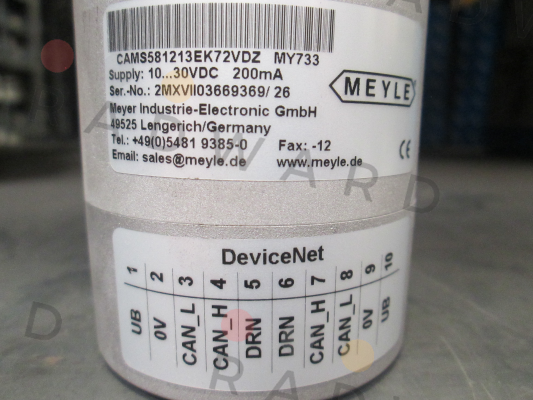 CAMS581213EK72VDZ MY733
Supply: 10...30VDC 200mA
Ser.-No.: 2MXVII03669369/ 26
Meyer Industrie-Electronic GmbH
49525 Lengerich/Germany
Tel.: +49(0)5481 9385-0 Fax: -12
Email: sales@meyle.de www.meyle.de
MEYLE
CE
DeviceNet
1 2 3 4 5 6 7 8 9 10
UB 0V CAN_L CAN_H DRN DRN CAN_H CAN_L 0V UB